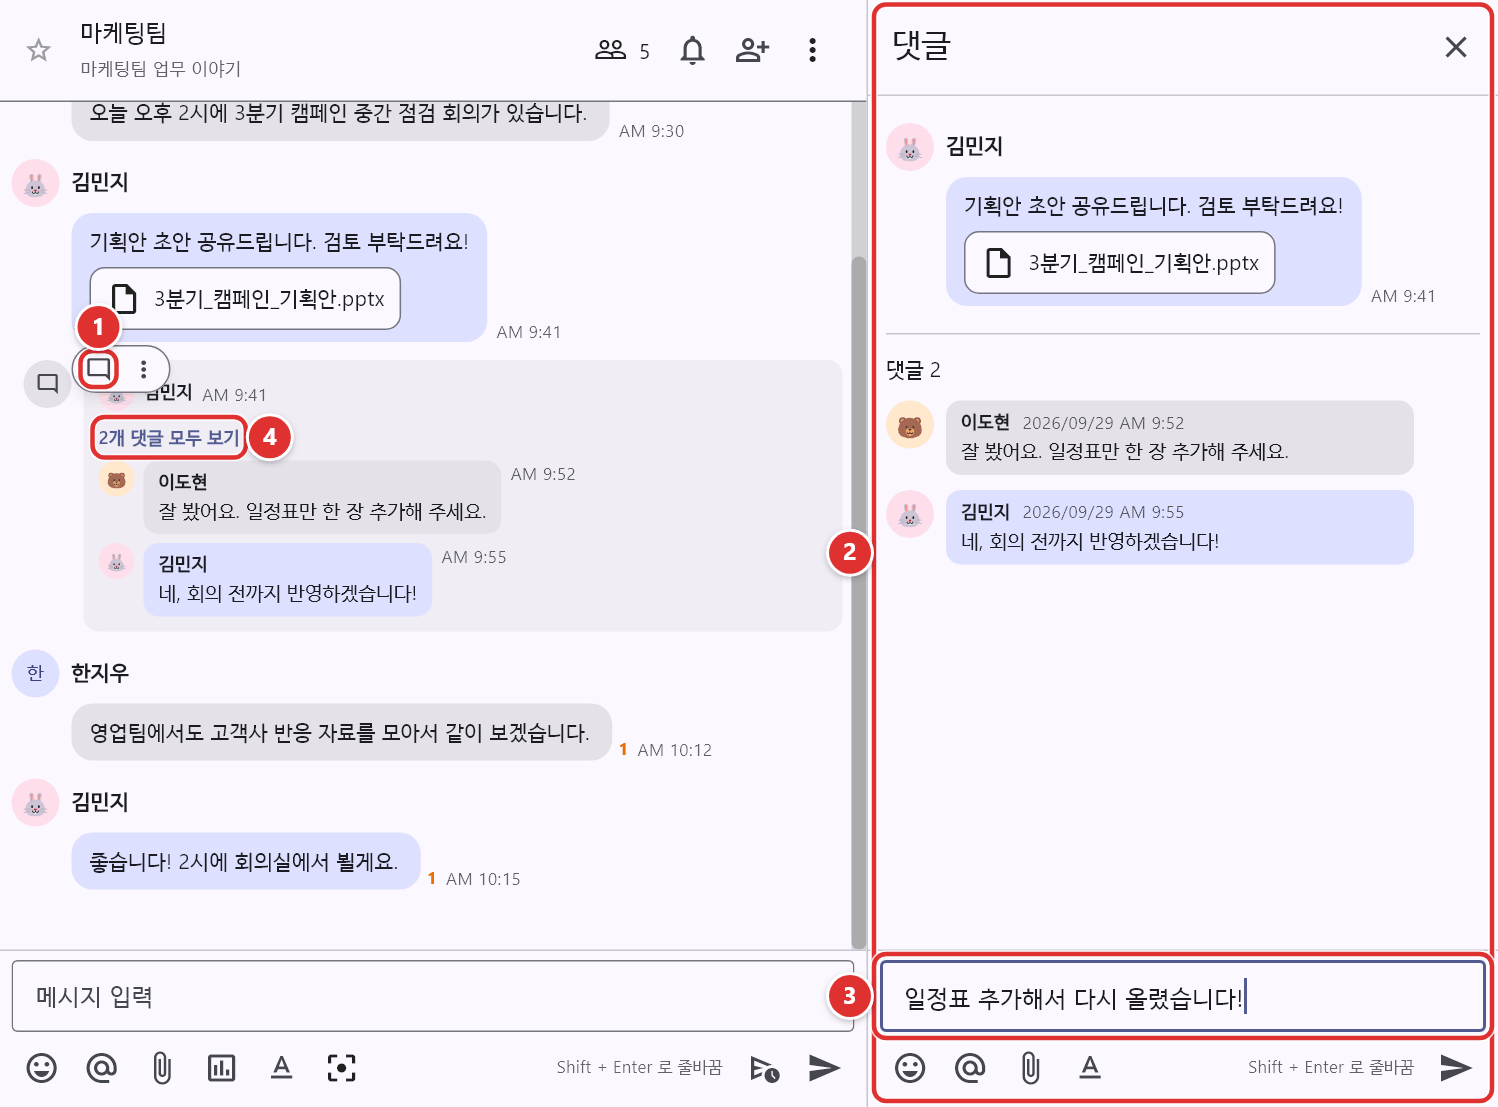 마케팅팀
마케팅팀 업무 이야기
5
오늘 오후 2시에 3분기 캠페인 중간 점검 회의가 있습니다.
AM 9:30
김민지
기획안 초안 공유드립니다. 검토 부탁드려요!
3분기_캠페인_기획안.pptx
AM 9:41
1
김민지 AM 9:41
2개 댓글 모두 보기
4
이도현
잘 봤어요. 일정표만 한 장 추가해 주세요.
AM 9:52
김민지
네, 회의 전까지 반영하겠습니다!
AM 9:55
한
한지우
영업팀에서도 고객사 반응 자료를 모아서 같이 보겠습니다.
1 AM 10:12
김민지
좋습니다! 2시에 회의실에서 뵐게요.
1 AM 10:15
메시지 입력
Shift + Enter 로 줄바꿈
댓글
김민지
기획안 초안 공유드립니다. 검토 부탁드려요!
3분기_캠페인_기획안.pptx
AM 9:41
댓글 2
이도현 2026/09/29 AM 9:52
잘 봤어요. 일정표만 한 장 추가해 주세요.
김민지 2026/09/29 AM 9:55
네, 회의 전까지 반영하겠습니다!
2
3
일정표 추가해서 다시 올렸습니다!
Shift + Enter 로 줄바꿈